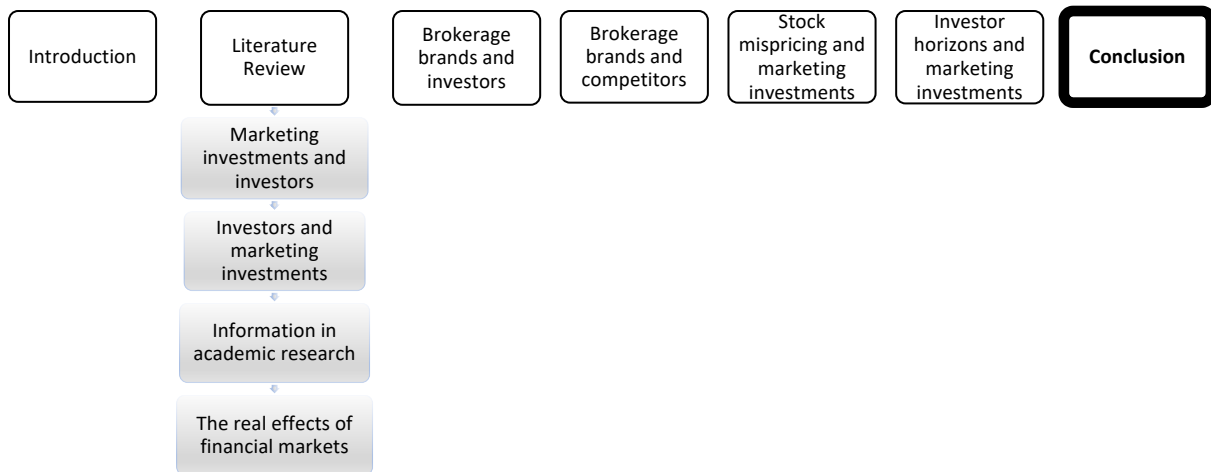 Introduction
Literature
Review
Brokerage
brands and
investors
Brokerage
brands and
competitors
Stock
mispricing and
marketing
investments
Investor
horizons and
marketing
investments
Conclusion
Marketing
investments and
investors
Investors and
marketing
investments
Information in
academic research
The real effects of
financial markets